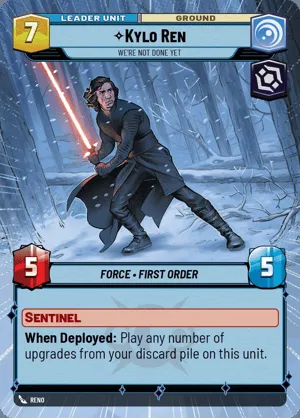 LEADER UNIT
GROUND
7
✧KYLO REN
WE'RE NOT DONE YET
5
5
FORCE • FIRST ORDER
SENTINEL
When Deployed: Play any number of
upgrades from your discard pile on this unit.
RENO